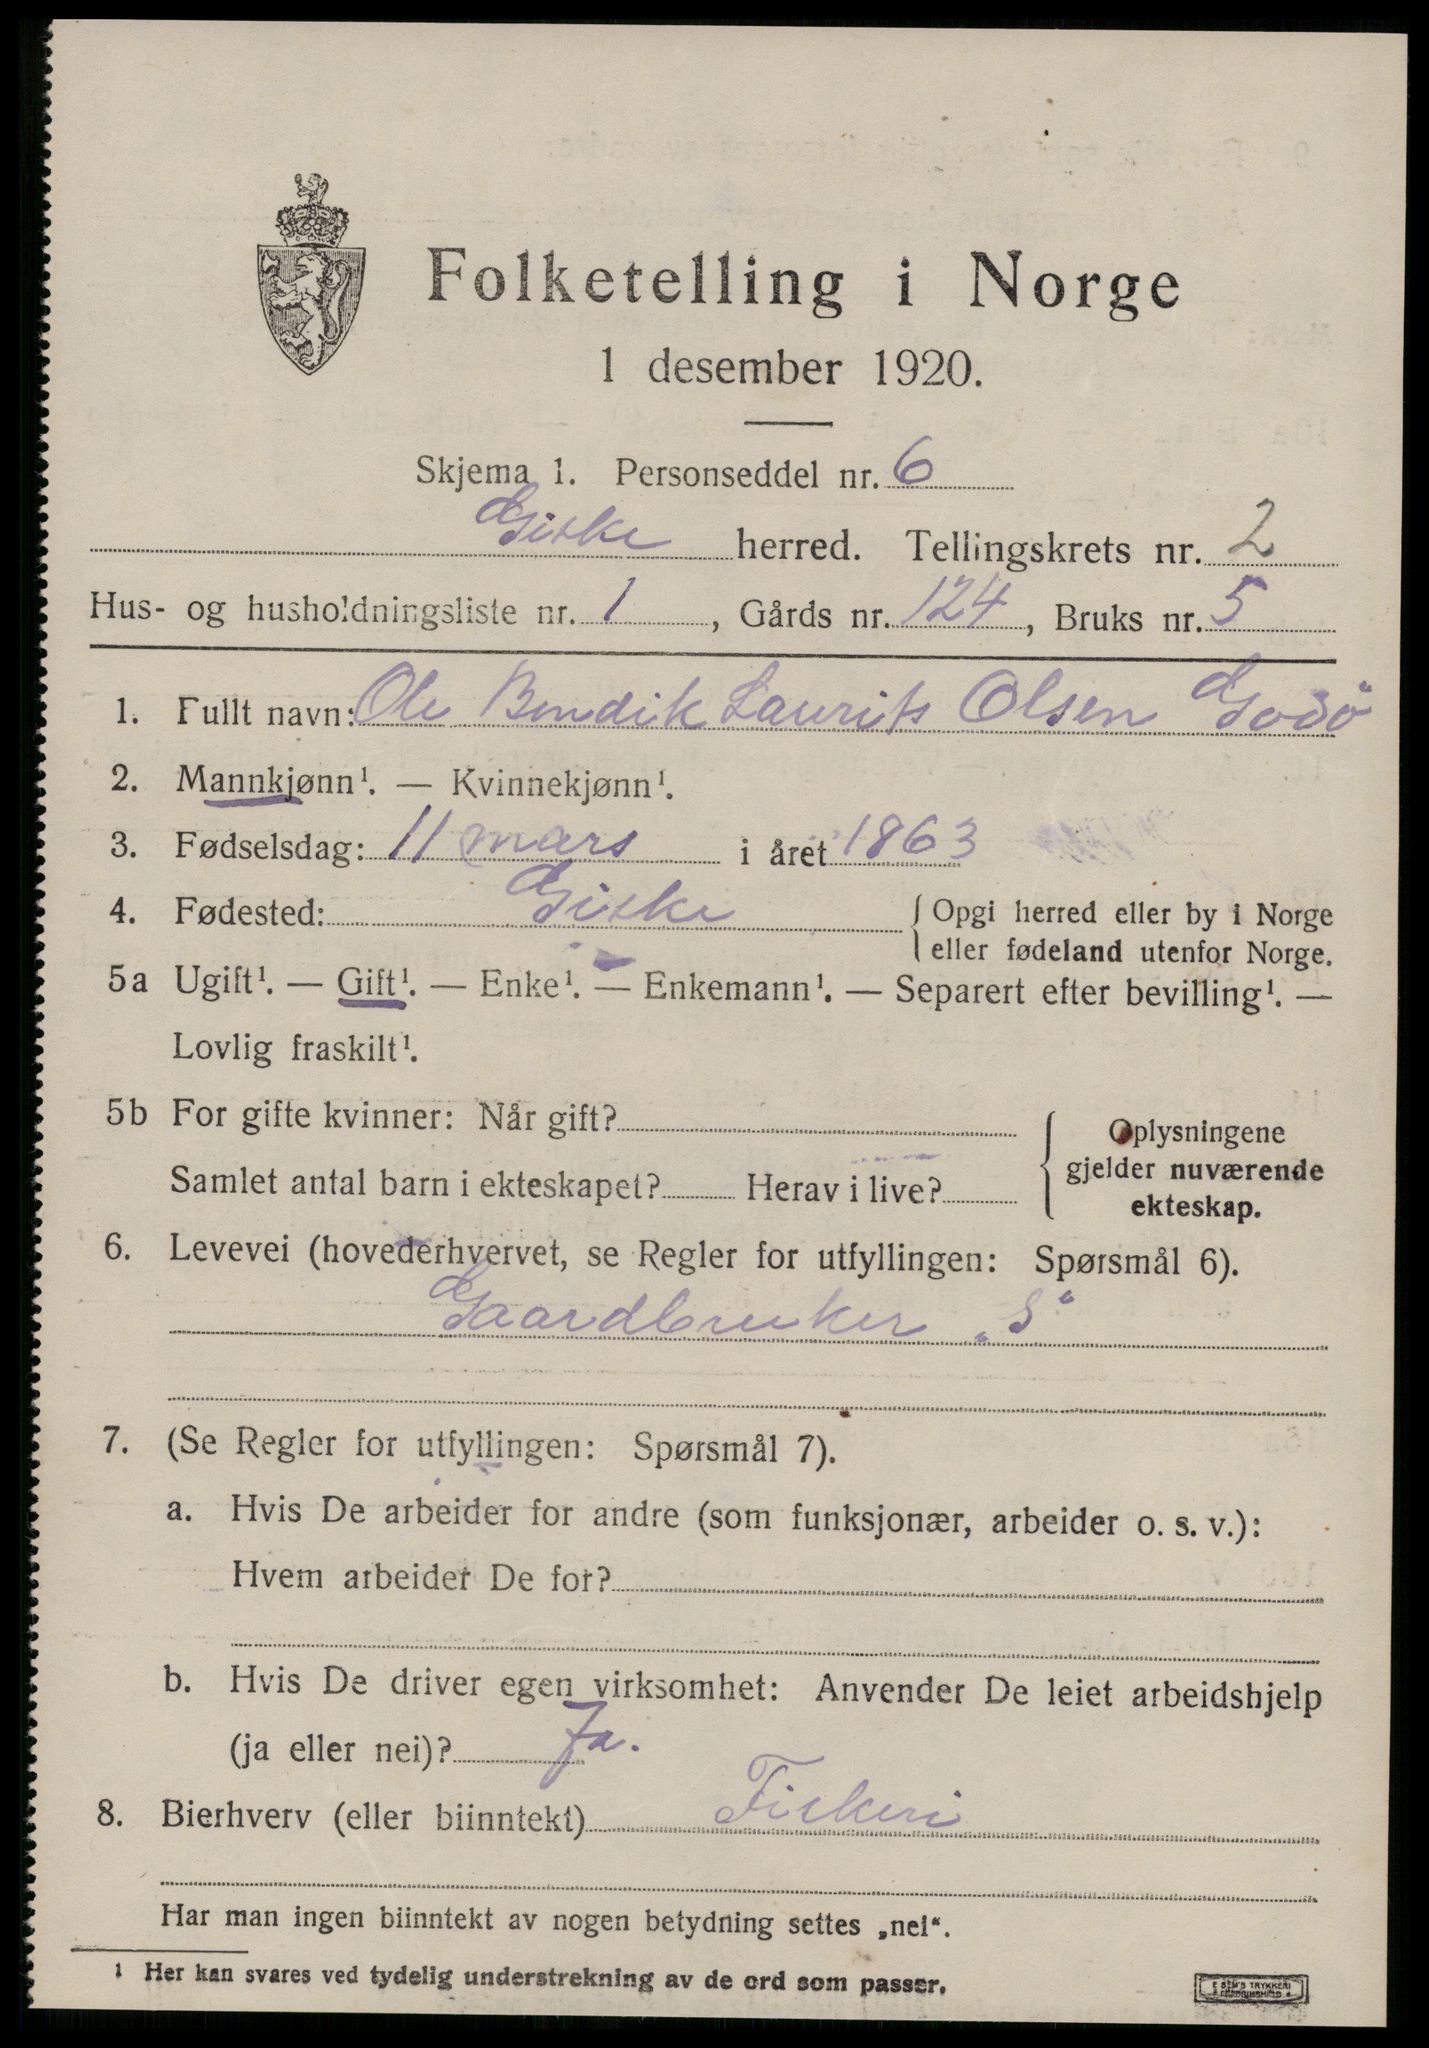 Folketelling i Norge
1 desember 1920.
Skjema 1. Personseddel nr. 6
Giske herred. Tellingskrets nr. 2
Hus- og husholdningsliste nr. 1, Gårds nr. 124, Bruks nr. 5
1. Fullt navn: Ole Bendik Laurits Olsen Godö
2. Mannkjønn¹. — Kvinnekjønn¹.
3. Fødselsdag: 11 mars i året 1863
4. Fødested: Giske { Opgi herred eller by i Norge
eller fødeland utenfor Norge.
5a Ugift¹. — Gift¹. — Enke¹. — Enkemann¹. — Separert efter bevilling¹. —
Lovlig fraskilt¹.
5b For gifte kvinner: Når gift?
Samlet antal barn i ekteskapet? Herav i live?
{ Oplysningene
gjelder nuværende
ekteskap.
6. Levevei (hovederhvervet, se Regler for utfyllingen: Spørsmål 6).
Gaardbruker „S“
7. (Se Regler for utfyllingen: Spørsmål 7).
a. Hvis De arbeider for andre (som funksjonær, arbeider o. s. v.):
Hvem arbeider De for?
b. Hvis De driver egen virksomhet: Anvender De leiet arbeidshjelp
(ja eller nei)? Ja.
8. Bierhverv (eller biinntekt) Fiskeri
Har man ingen biinntekt av nogen betydning settes „nei“.
¹ Her kan svares ved tydelig understrekning av de ord som passer.
E SEM'S TRYKKERI
FREDRIKSHALD